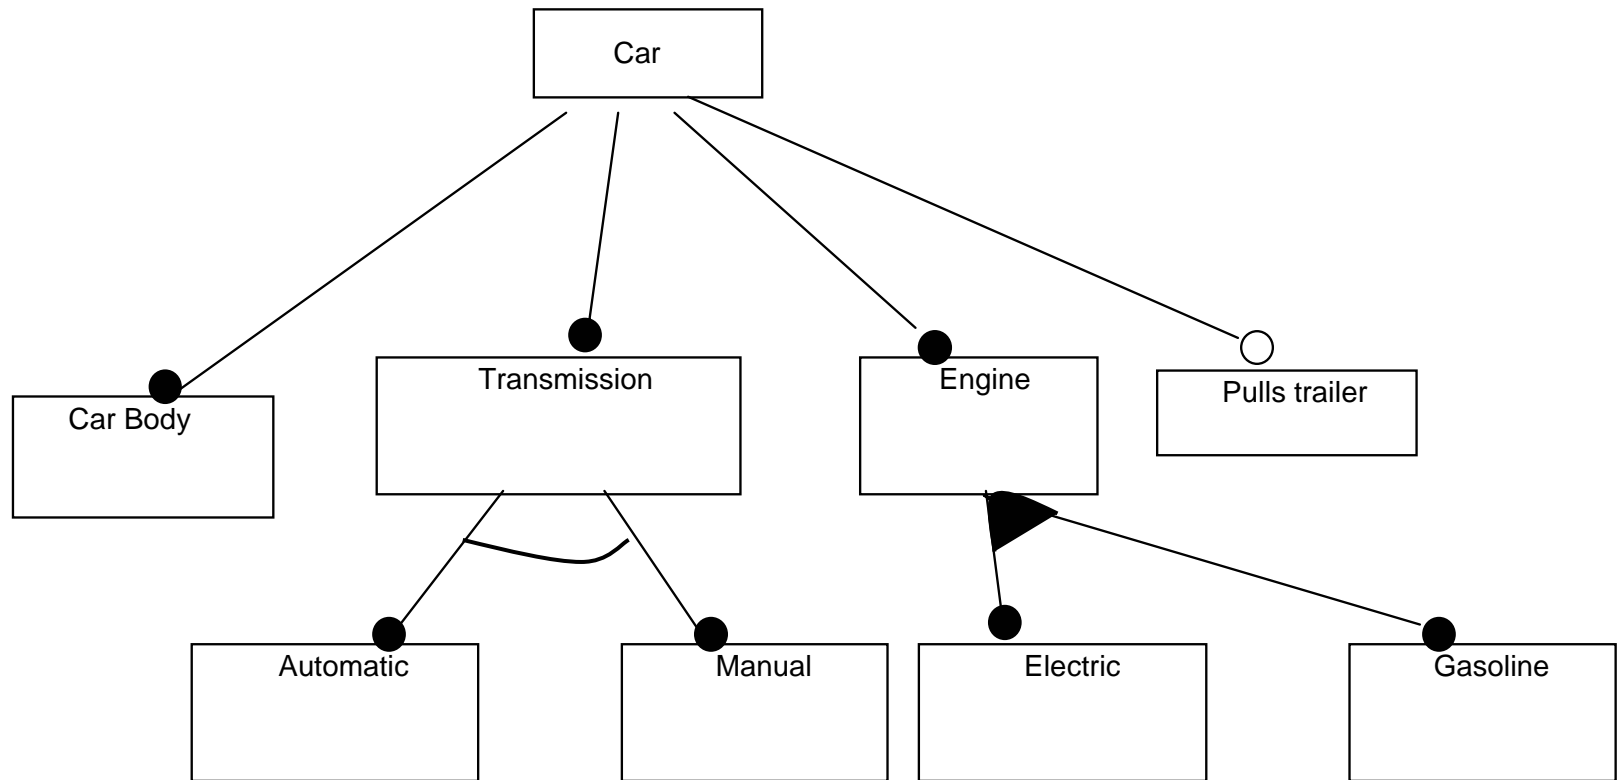 Car
Transmission
Engine
Pulls trailer
Car Body
Automatic
Manual
Electric
Gasoline